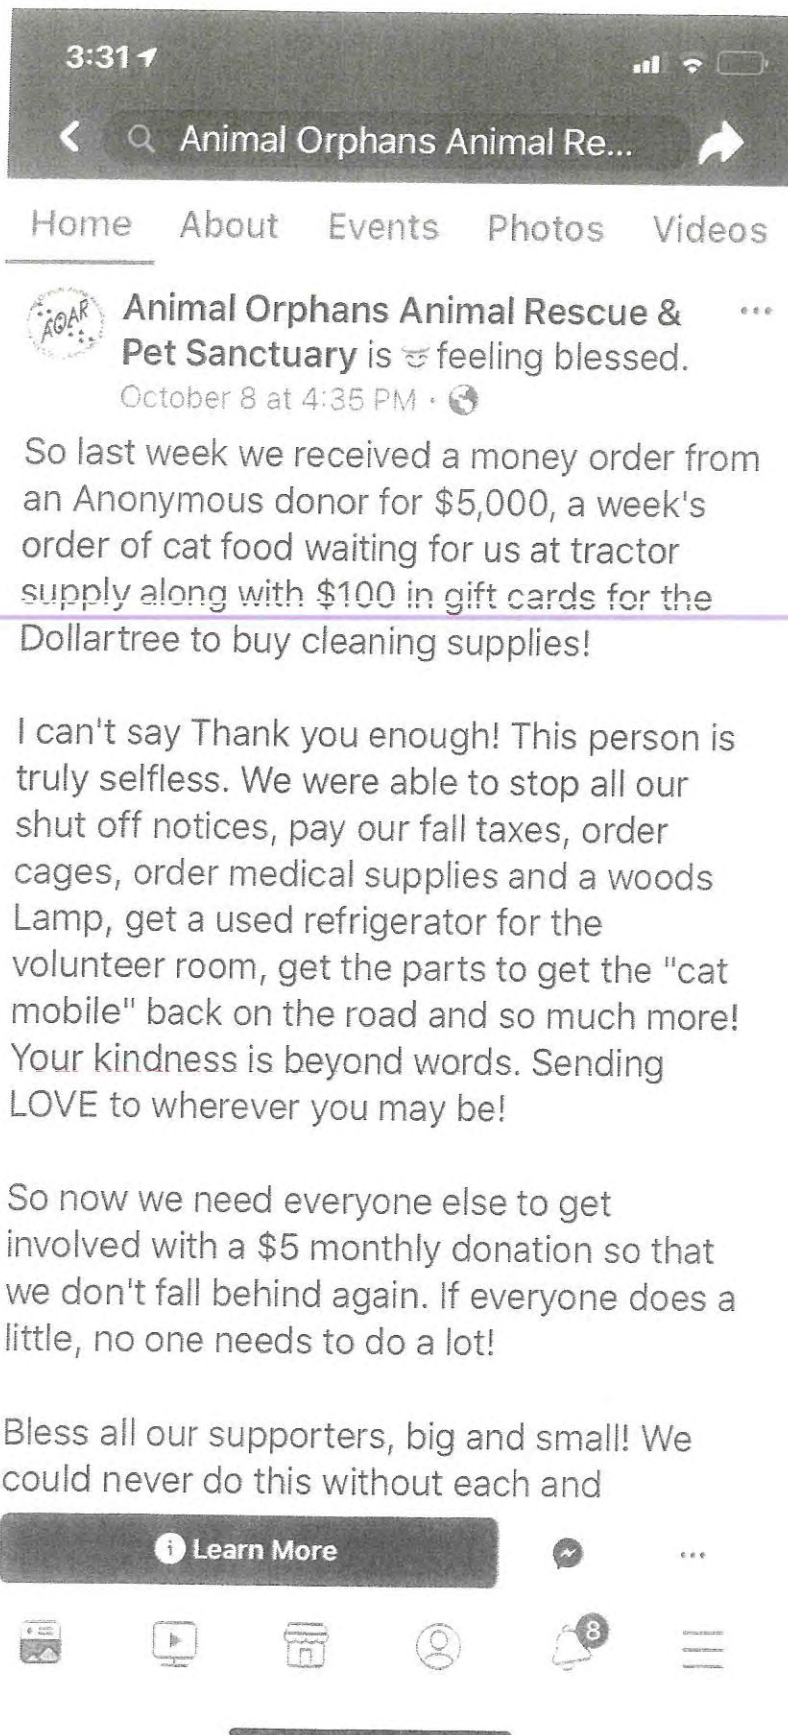 3:31
Animal Orphans Animal Re...
Home About Events Photos Videos
AOAR
Animal Orphans Animal Rescue &
Pet Sanctuary is feeling blessed.
October 8 at 4:35 PM ·
So last week we received a money order from
an Anonymous donor for $5,000, a week's
order of cat food waiting for us at tractor
supply along with $100 in gift cards for the
Dollartree to buy cleaning supplies!
I can't say Thank you enough! This person is
truly selfless. We were able to stop all our
shut off notices, pay our fall taxes, order
cages, order medical supplies and a woods
Lamp, get a used refrigerator for the
volunteer room, get the parts to get the "cat
mobile" back on the road and so much more!
Your kindness is beyond words. Sending
LOVE to wherever you may be!
So now we need everyone else to get
involved with a $5 monthly donation so that
we don't fall behind again. If everyone does a
little, no one needs to do a lot!
Bless all our supporters, big and small! We
could never do this without each and
Learn More
8